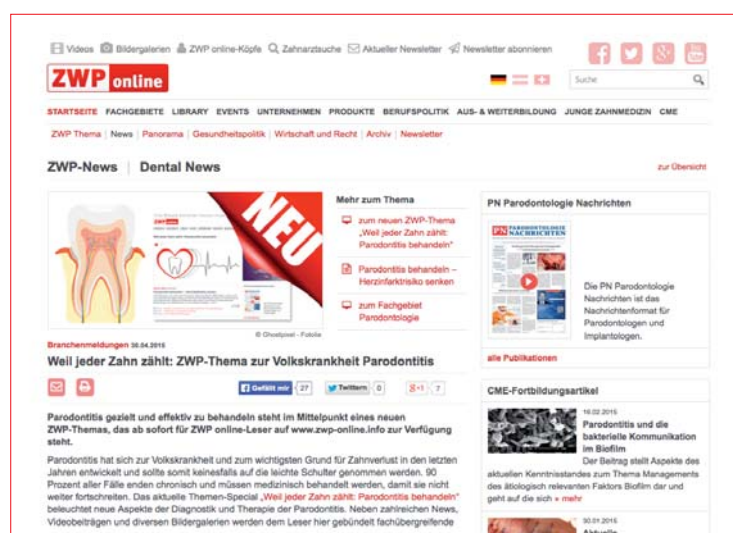 Videos Bildergalerien ZWP online-Köpfe Zahnarztsuche Aktueller Newsletter Newsletter abonnieren
ZWP online
Suche
STARTSEITE FACHGEBIETE LIBRARY EVENTS UNTERNEHMEN PRODUKTE BERUFSPOLITIK AUS- & WEITERBILDUNG JUNGE ZAHNMEDIZIN CME
ZWP Thema | News | Panorama | Gesundheitspolitik | Wirtschaft und Recht | Archiv | Newsletter
ZWP-News | Dental News
zur Übersicht
NEU
© Ghostpixel - Fotolia
Mehr zum Thema
zum neuen ZWP-Thema
„Weil jeder Zahn zählt:
Parodontitis behandeln"
Parodontitis behandeln –
Herzinfarktrisiko senken
zum Fachgebiet
Parodontologie
Branchenmeldungen 30.04.2015
Weil jeder Zahn zählt: ZWP-Thema zur Volkskrankheit Parodontitis
Gefällt mir 27 Twittern 0 g+1 7
Parodontitis gezielt und effektiv zu behandeln steht im Mittelpunkt eines neuen
ZWP-Themas, das ab sofort für ZWP online-Leser auf www.zwp-online.info zur Verfügung
steht.
Parodontitis hat sich zur Volkskrankheit und zum wichtigsten Grund für Zahnverlust in den letzten
Jahren entwickelt und sollte somit keinesfalls auf die leichte Schulter genommen werden. 90
Prozent aller Fälle enden chronisch und müssen medizinisch behandelt werden, damit sie nicht
weiter fortschreiten. Das aktuelle Themen-Special „Weil jeder Zahn zählt: Parodontitis behandeln"
beleuchtet neue Aspekte der Diagnostik und Therapie der Parodontitis. Neben zahlreichen News,
Videobeiträgen und diversen Bildergalerien werden dem Leser hier gebündelt fachübergreifende
PN Parodontologie Nachrichten
PN PARODONTOLOGIE
NACHRICHTEN
Die PN Parodontologie
Nachrichten ist das
Nachrichtenformat für
Parodontologen und
Implantologen.
alle Publikationen
CME-Fortbildungsartikel
16.02.2015
Parodontitis und die
bakterielle Kommunikation
im Biofilm
Der Beitrag stellt Aspekte des
aktuellen Kenntnisstandes zum Thema Managements
des ätiologisch relevanten Faktors Biofilm dar und
geht auf die sich » mehr
30.01.2015
Aktuelle